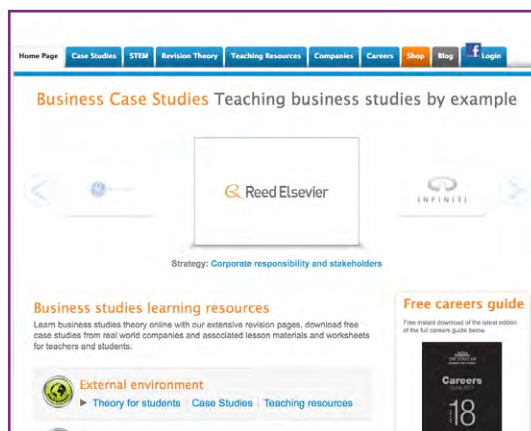 Home Page Case Studies STEM Revision Theory Teaching Resources Companies Careers Shop Blog f Login
Business Case Studies Teaching business studies by example
Reed Elsevier
INFINITI
Strategy: Corporate responsibility and stakeholders
Business studies learning resources
Learn business studies theory online with our extensive revision pages, download free
case studies from real world companies and associated lesson materials and worksheets
for teachers and students.
External environment
Theory for students Case Studies Teaching resources
Free careers guide
Free instant download of the latest edition
of the full careers guide below.
Careers
18